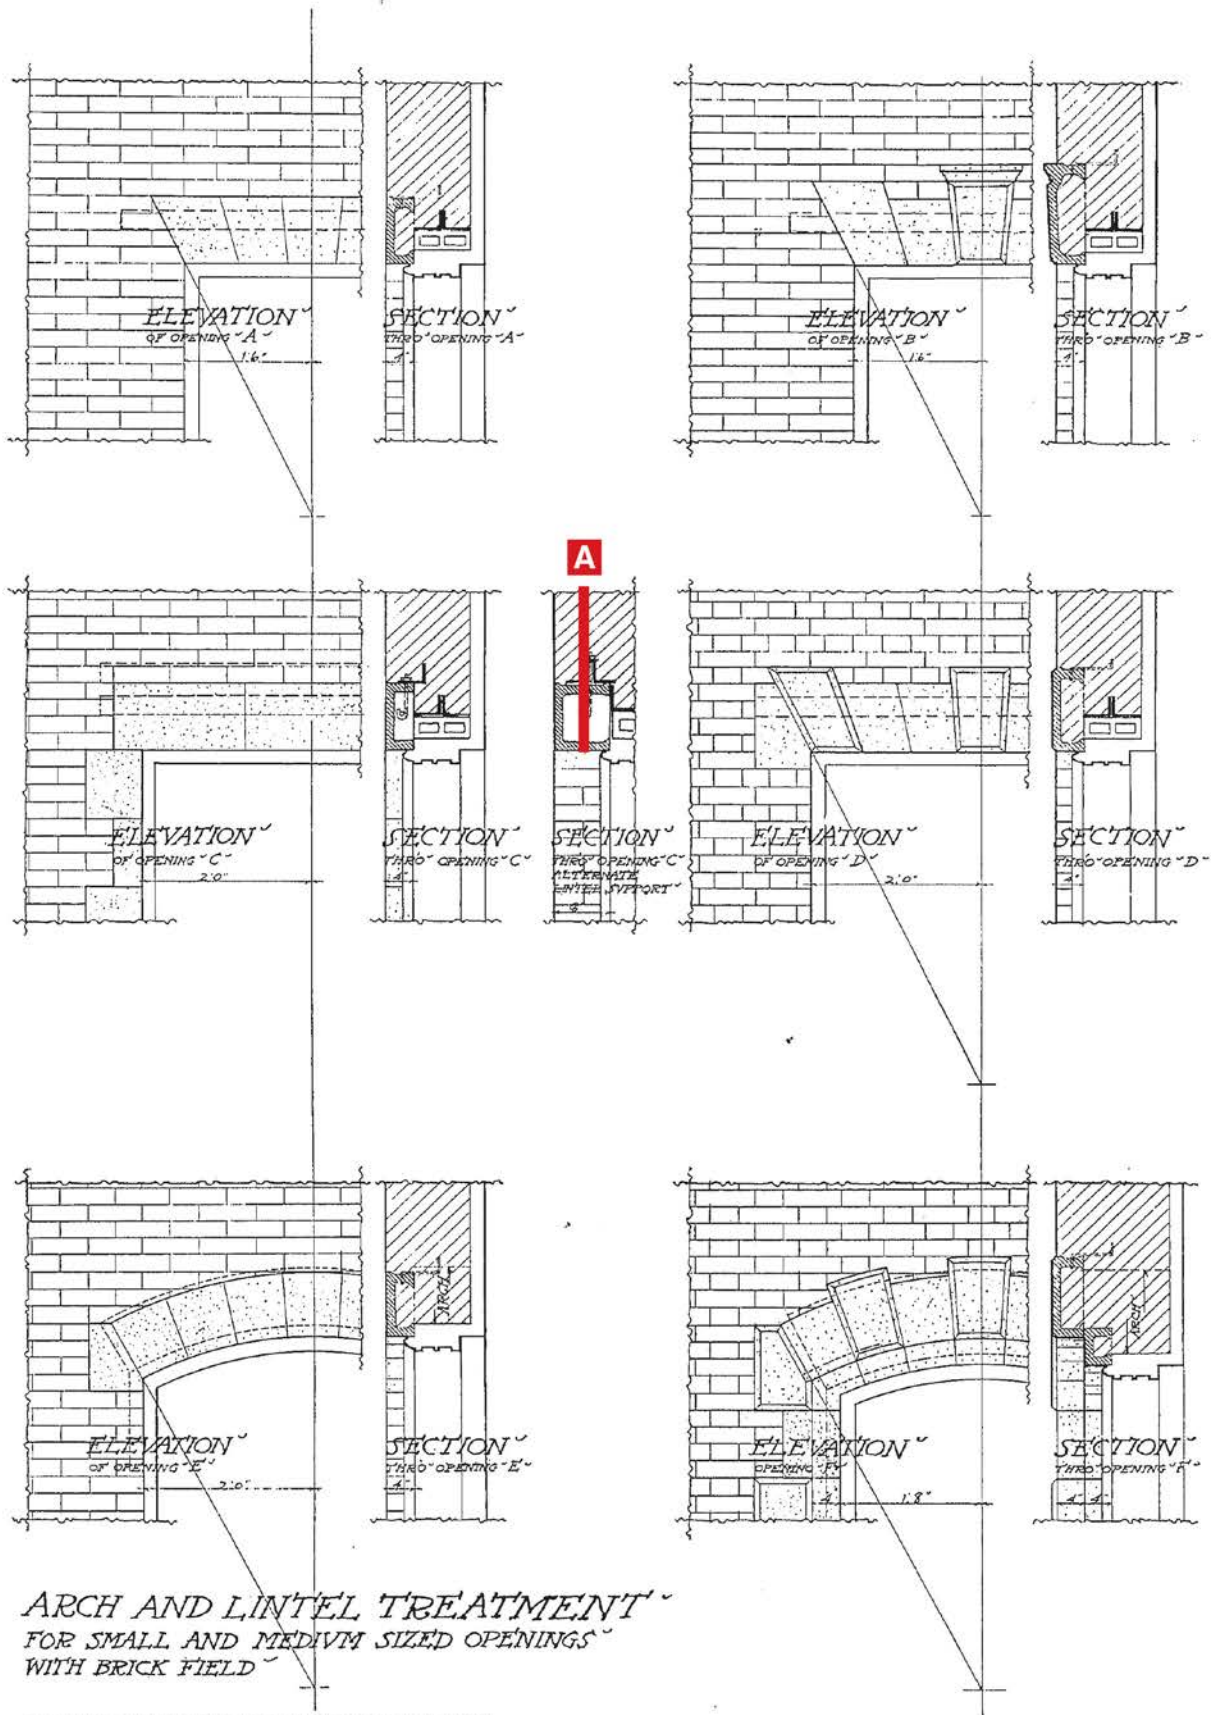 ELEVATION
OF OPENING "A"
1'6"
SECTION
THRO' OPENING "A"
4"
ELEVATION
OF OPENING "B"
1'6"
SECTION
THRO' OPENING "B"
4"
A
ELEVATION
OF OPENING "C"
2'0"
SECTION
THRO' OPENING "C"
4"
SECTION
THRO' OPENING "C"
ALTERNATE
LINTEL SUPPORT
8"
ELEVATION
OF OPENING "D"
2'0"
SECTION
THRO' OPENING "D"
4"
ELEVATION
OF OPENING "E"
2'0"
ARCH
SECTION
THRO' OPENING "E"
4"
ELEVATION
OPENING "F"
4"
1'8"
ARCH
SECTION
THRO' OPENING "F"
4" 4"
ARCH AND LINTEL TREATMENT
FOR SMALL AND MEDIVM SIZED OPENINGS
WITH BRICK FIELD